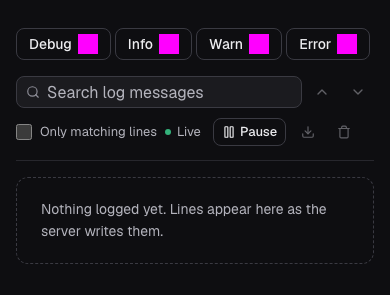 Debug Info Warn Error
Search log messages
Only matching lines Live Pause
Nothing logged yet. Lines appear here as the
server writes them.